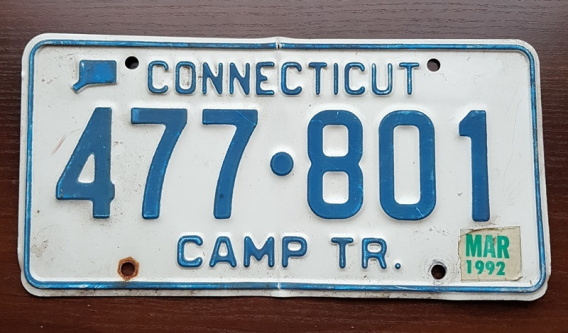 CONNECTICUT
477·801
CAMP TR.
MAR
1992